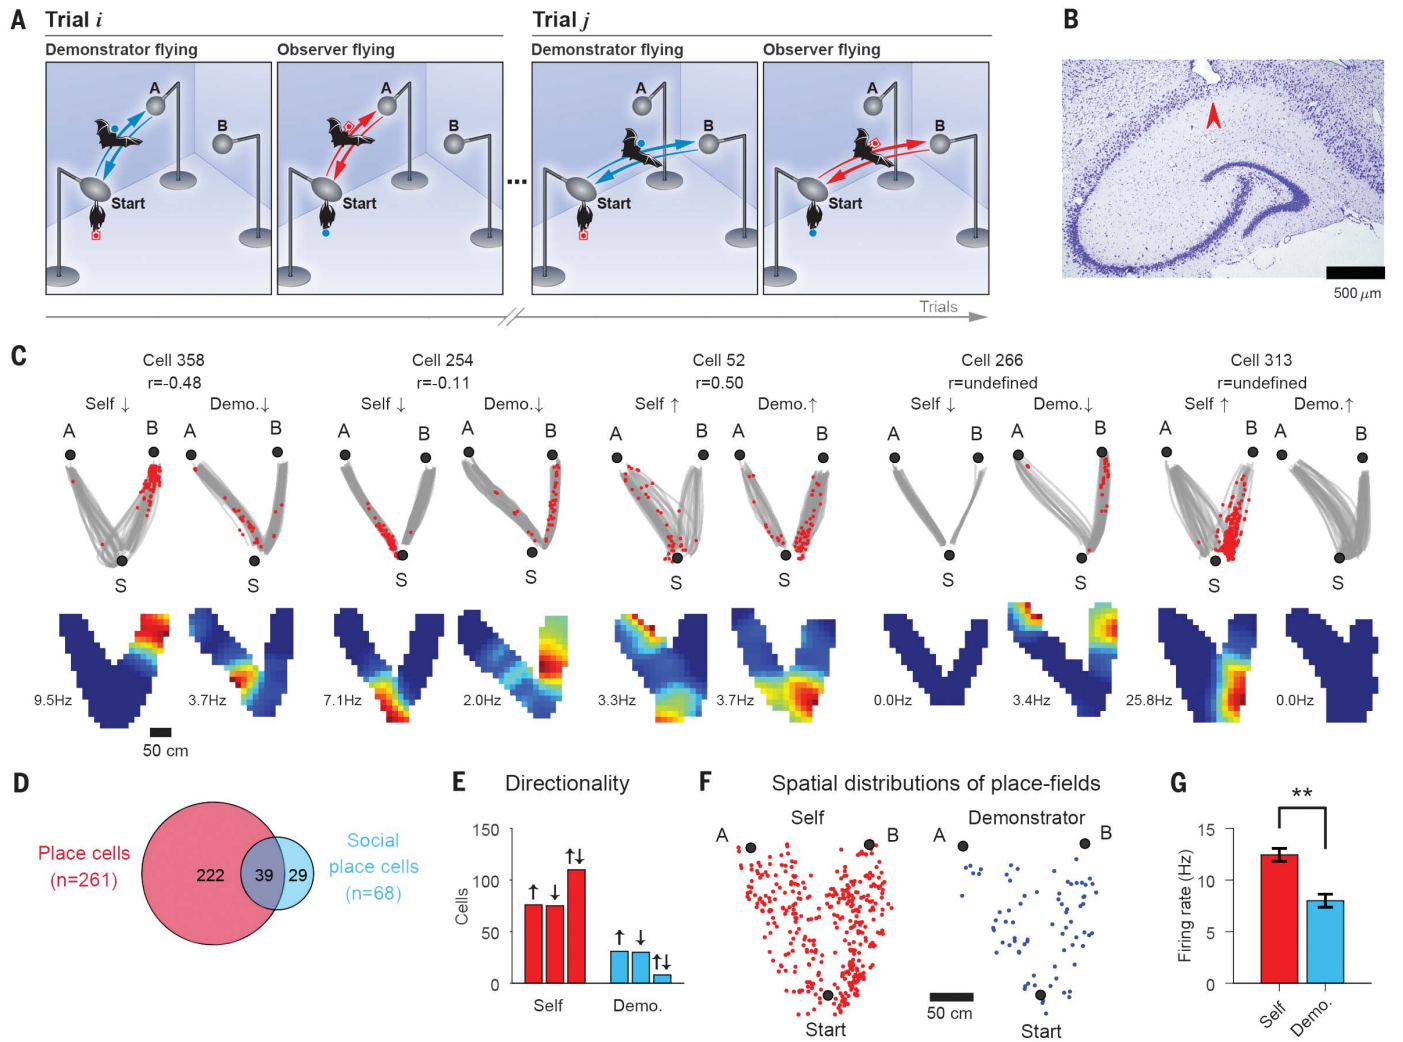 A
Trial i
Trial j
Demonstrator flying
Observer flying
Demonstrator flying
Observer flying
A
B
Start
A
B
Start
...
A
B
Start
A
B
Start
Trials
B
500 µm
C
Cell 358
r=-0.48
Self ↓
Demo.↓
A
B
A
B
S
S
9.5Hz
3.7Hz
50 cm
Cell 254
r=-0.11
Self ↓
Demo.↓
A
B
A
B
S
S
7.1Hz
2.0Hz
Cell 52
r=0.50
Self ↑
Demo.↑
A
B
A
B
S
S
3.3Hz
3.7Hz
Cell 266
r=undefined
Self ↓
Demo.↓
A
B
A
B
S
S
0.0Hz
3.4Hz
Cell 313
r=undefined
Self ↑
Demo.↑
A
B
A
B
S
S
25.8Hz
0.0Hz
D
Place cells
(n=261)
222
39
29
Social
place cells
(n=68)
E
Directionality
Cells
150
100
50
0
↑
↓
↑↓
↑
↓
↑↓
Self
Demo.
F
Spatial distributions of place-fields
Self
Demonstrator
A
B
A
B
Start
50 cm
Start
G
**
Firing rate (Hz)
15
10
5
0
Self
Demo.